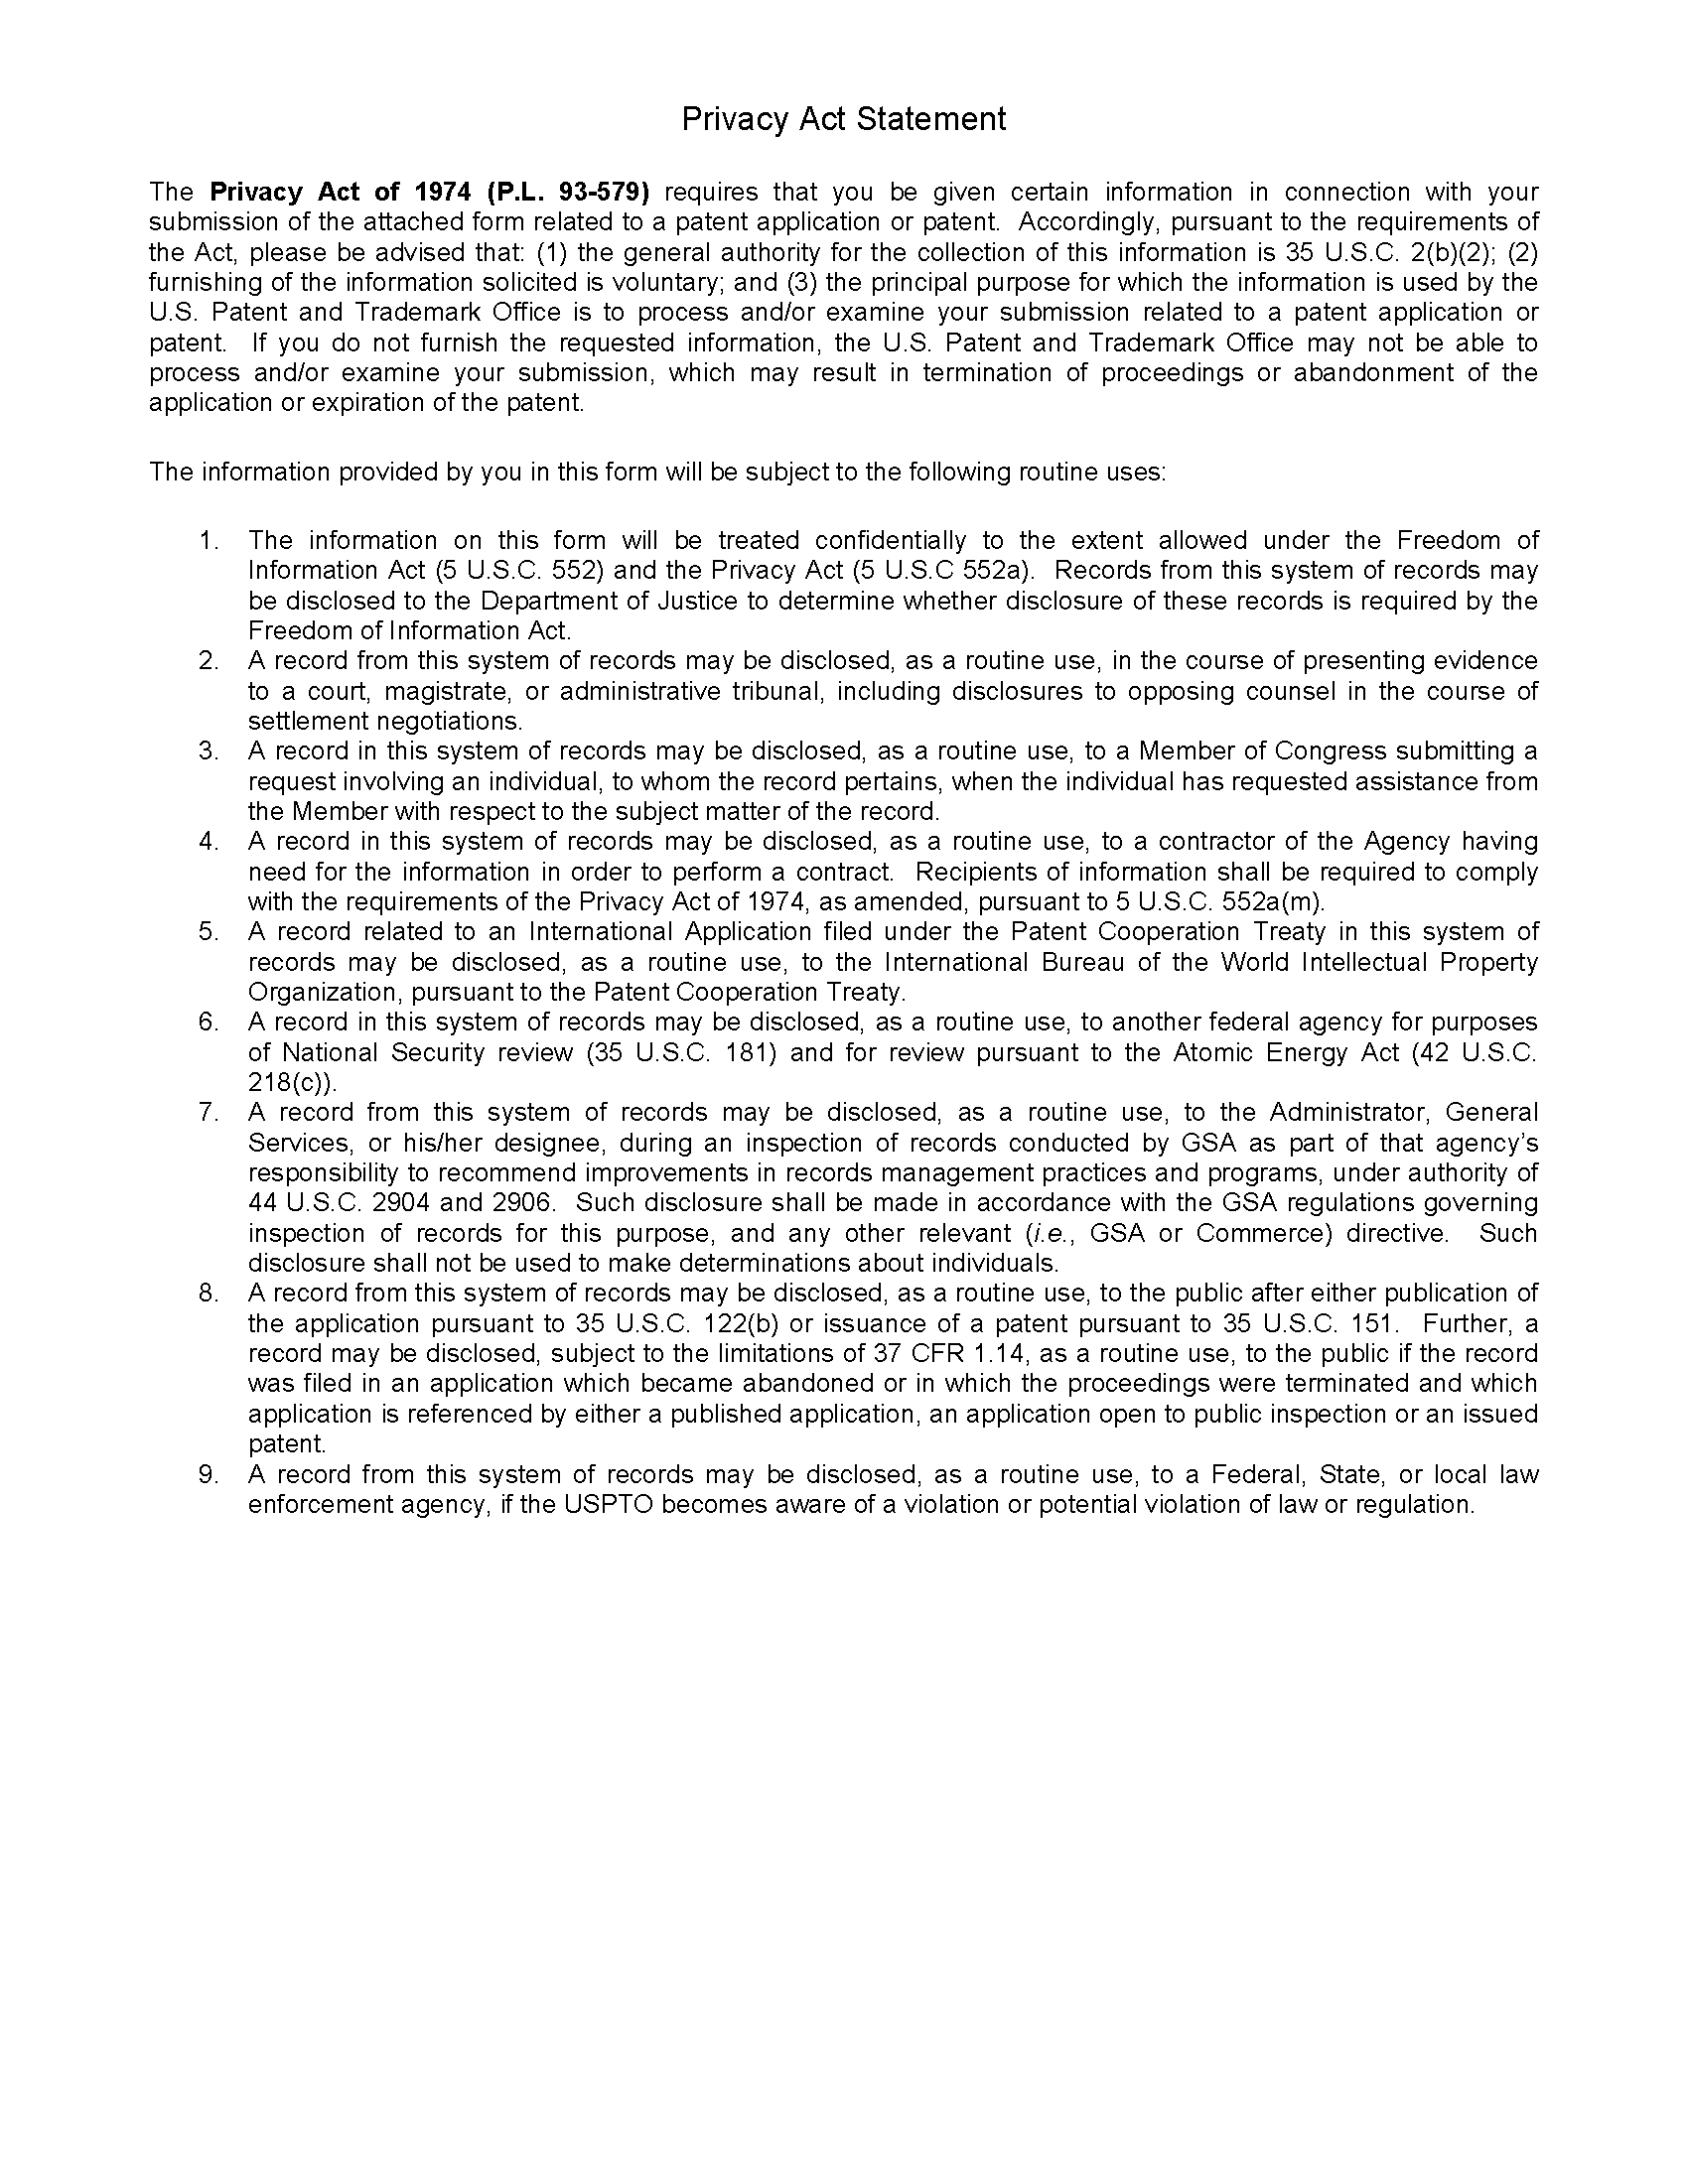 Privacy Act Statement
The Privacy Act of 1974 (P.L. 93-579) requires that you be given certain information in connection with your
submission of the attached form related to a patent application or patent.  Accordingly, pursuant to the requirements of
the Act, please be advised that: (1) the general authority for the collection of this information is 35 U.S.C. 2(b)(2); (2)
furnishing of the information solicited is voluntary; and (3) the principal purpose for which the information is used by the
U.S. Patent and Trademark Office is to process and/or examine your submission related to a patent application or
patent.  If you do not furnish the requested information, the U.S. Patent and Trademark Office may not be able to
process and/or examine your submission, which may result in termination of proceedings or abandonment of the
application or expiration of the patent.
The information provided by you in this form will be subject to the following routine uses:
1. The information on this form will be treated confidentially to the extent allowed under the Freedom of
Information Act (5 U.S.C. 552) and the Privacy Act (5 U.S.C 552a).  Records from this system of records may
be disclosed to the Department of Justice to determine whether disclosure of these records is required by the
Freedom of Information Act.
2. A record from this system of records may be disclosed, as a routine use, in the course of presenting evidence
to a court, magistrate, or administrative tribunal, including disclosures to opposing counsel in the course of
settlement negotiations.
3. A record in this system of records may be disclosed, as a routine use, to a Member of Congress submitting a
request involving an individual, to whom the record pertains, when the individual has requested assistance from
the Member with respect to the subject matter of the record.
4. A record in this system of records may be disclosed, as a routine use, to a contractor of the Agency having
need for the information in order to perform a contract.  Recipients of information shall be required to comply
with the requirements of the Privacy Act of 1974, as amended, pursuant to 5 U.S.C. 552a(m).
5. A record related to an International Application filed under the Patent Cooperation Treaty in this system of
records may be disclosed, as a routine use, to the International Bureau of the World Intellectual Property
Organization, pursuant to the Patent Cooperation Treaty.
6. A record in this system of records may be disclosed, as a routine use, to another federal agency for purposes
of National Security review (35 U.S.C. 181) and for review pursuant to the Atomic Energy Act (42 U.S.C.
218(c)).
7. A record from this system of records may be disclosed, as a routine use, to the Administrator, General
Services, or his/her designee, during an inspection of records conducted by GSA as part of that agency’s
responsibility to recommend improvements in records management practices and programs, under authority of
44 U.S.C. 2904 and 2906.  Such disclosure shall be made in accordance with the GSA regulations governing
inspection of records for this purpose, and any other relevant (i.e., GSA or Commerce) directive.  Such
disclosure shall not be used to make determinations about individuals.
8. A record from this system of records may be disclosed, as a routine use, to the public after either publication of
the application pursuant to 35 U.S.C. 122(b) or issuance of a patent pursuant to 35 U.S.C. 151.  Further, a
record may be disclosed, subject to the limitations of 37 CFR 1.14, as a routine use, to the public if the record
was filed in an application which became abandoned or in which the proceedings were terminated and which
application is referenced by either a published application, an application open to public inspection or an issued
patent.
9. A record from this system of records may be disclosed, as a routine use, to a Federal, State, or local law
enforcement agency, if the USPTO becomes aware of a violation or potential violation of law or regulation.